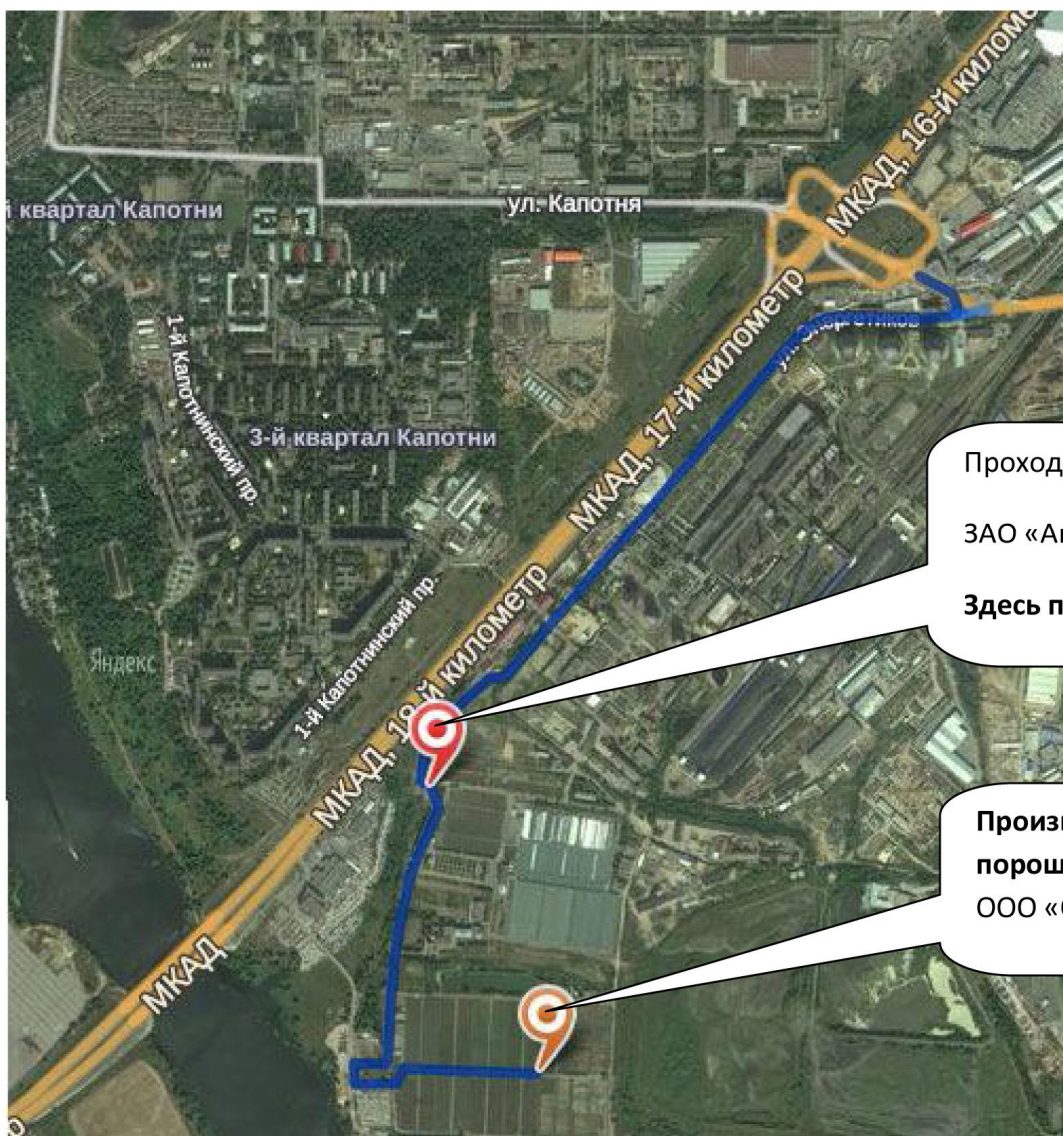 МКАД, 16-й киломе
й квартал Капотни
ул. Капотня
МКАД, 17-й километр
ул. Энергетиков
1-й Капотнинский пр.
3-й квартал Капотни
Проход
ЗАО «А
Здесь п
МКАД, 18-й километр
1-й Капотнинский пр.
Яндекс
Произ
порош
ООО «
МКАД